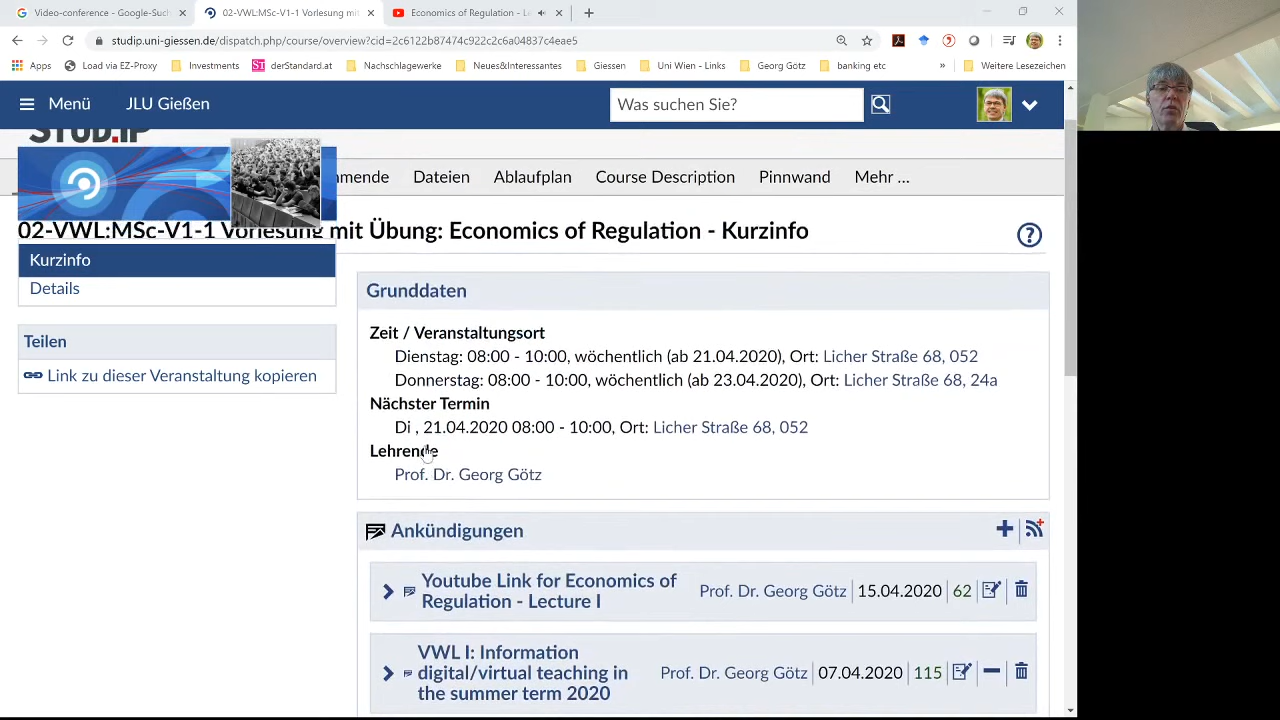 Video-conference - Google-Such
02-VWL:MSc-V1-1 Vorlesung mit
Economics of Regulation - Le
studip.uni-giessen.de/dispatch.php/course/overview?cid=2c6122b87474c922c2c6a04837c4eae5
Apps
Load via EZ-Proxy
Investments
ST derStandard.at
Nachschlagewerke
Neues&Interessantes
Giessen
Uni Wien - Links
Georg Götz
banking etc
»
Weitere Lesezeichen
Menü
JLU Gießen
Was suchen Sie?
STUD.IP
mende
Dateien
Ablaufplan
Course Description
Pinnwand
Mehr ...
02-VWL:MSc-V1-1 Vorlesung mit Übung: Economics of Regulation - Kurzinfo
Kurzinfo
Details
Teilen
Link zu dieser Veranstaltung kopieren
Grunddaten
Zeit / Veranstaltungsort
Dienstag: 08:00 - 10:00, wöchentlich (ab 21.04.2020), Ort: Licher Straße 68, 052
Donnerstag: 08:00 - 10:00, wöchentlich (ab 23.04.2020), Ort: Licher Straße 68, 24a
Nächster Termin
Di , 21.04.2020 08:00 - 10:00, Ort: Licher Straße 68, 052
Lehrende
Prof. Dr. Georg Götz
Ankündigungen
Youtube Link for Economics of
Regulation - Lecture I
Prof. Dr. Georg Götz
15.04.2020
62
VWL I: Information
digital/virtual teaching in
the summer term 2020
Prof. Dr. Georg Götz
07.04.2020
115